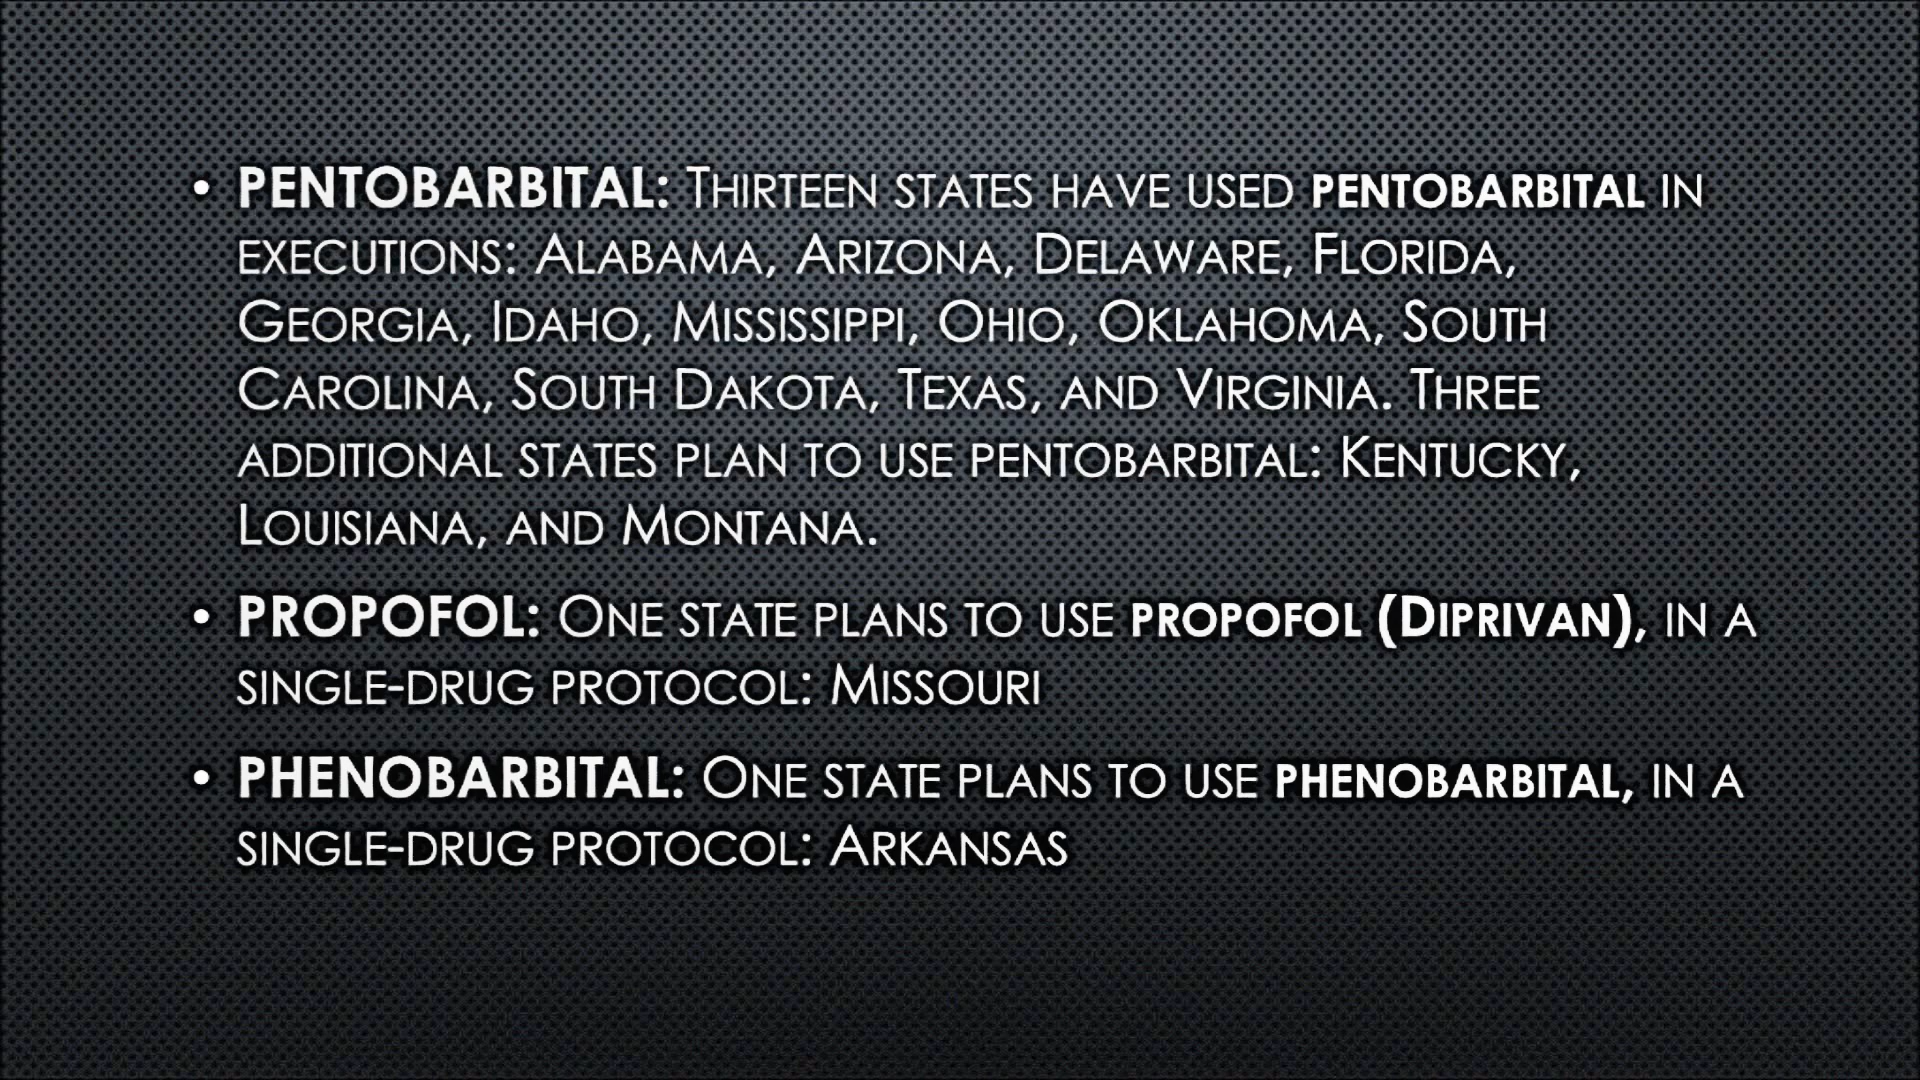 • PENTOBARBITAL: THIRTEEN STATES HAVE USED PENTOBARBITAL IN
EXECUTIONS: ALABAMA, ARIZONA, DELAWARE, FLORIDA,
GEORGIA, IDAHO, MISSISSIPPI, OHIO, OKLAHOMA, SOUTH
CAROLINA, SOUTH DAKOTA, TEXAS, AND VIRGINIA. THREE
ADDITIONAL STATES PLAN TO USE PENTOBARBITAL: KENTUCKY,
LOUISIANA, AND MONTANA.
• PROPOFOL: ONE STATE PLANS TO USE PROPOFOL (DIPRIVAN), IN A
SINGLE-DRUG PROTOCOL: MISSOURI
• PHENOBARBITAL: ONE STATE PLANS TO USE PHENOBARBITAL, IN A
SINGLE-DRUG PROTOCOL: ARKANSAS